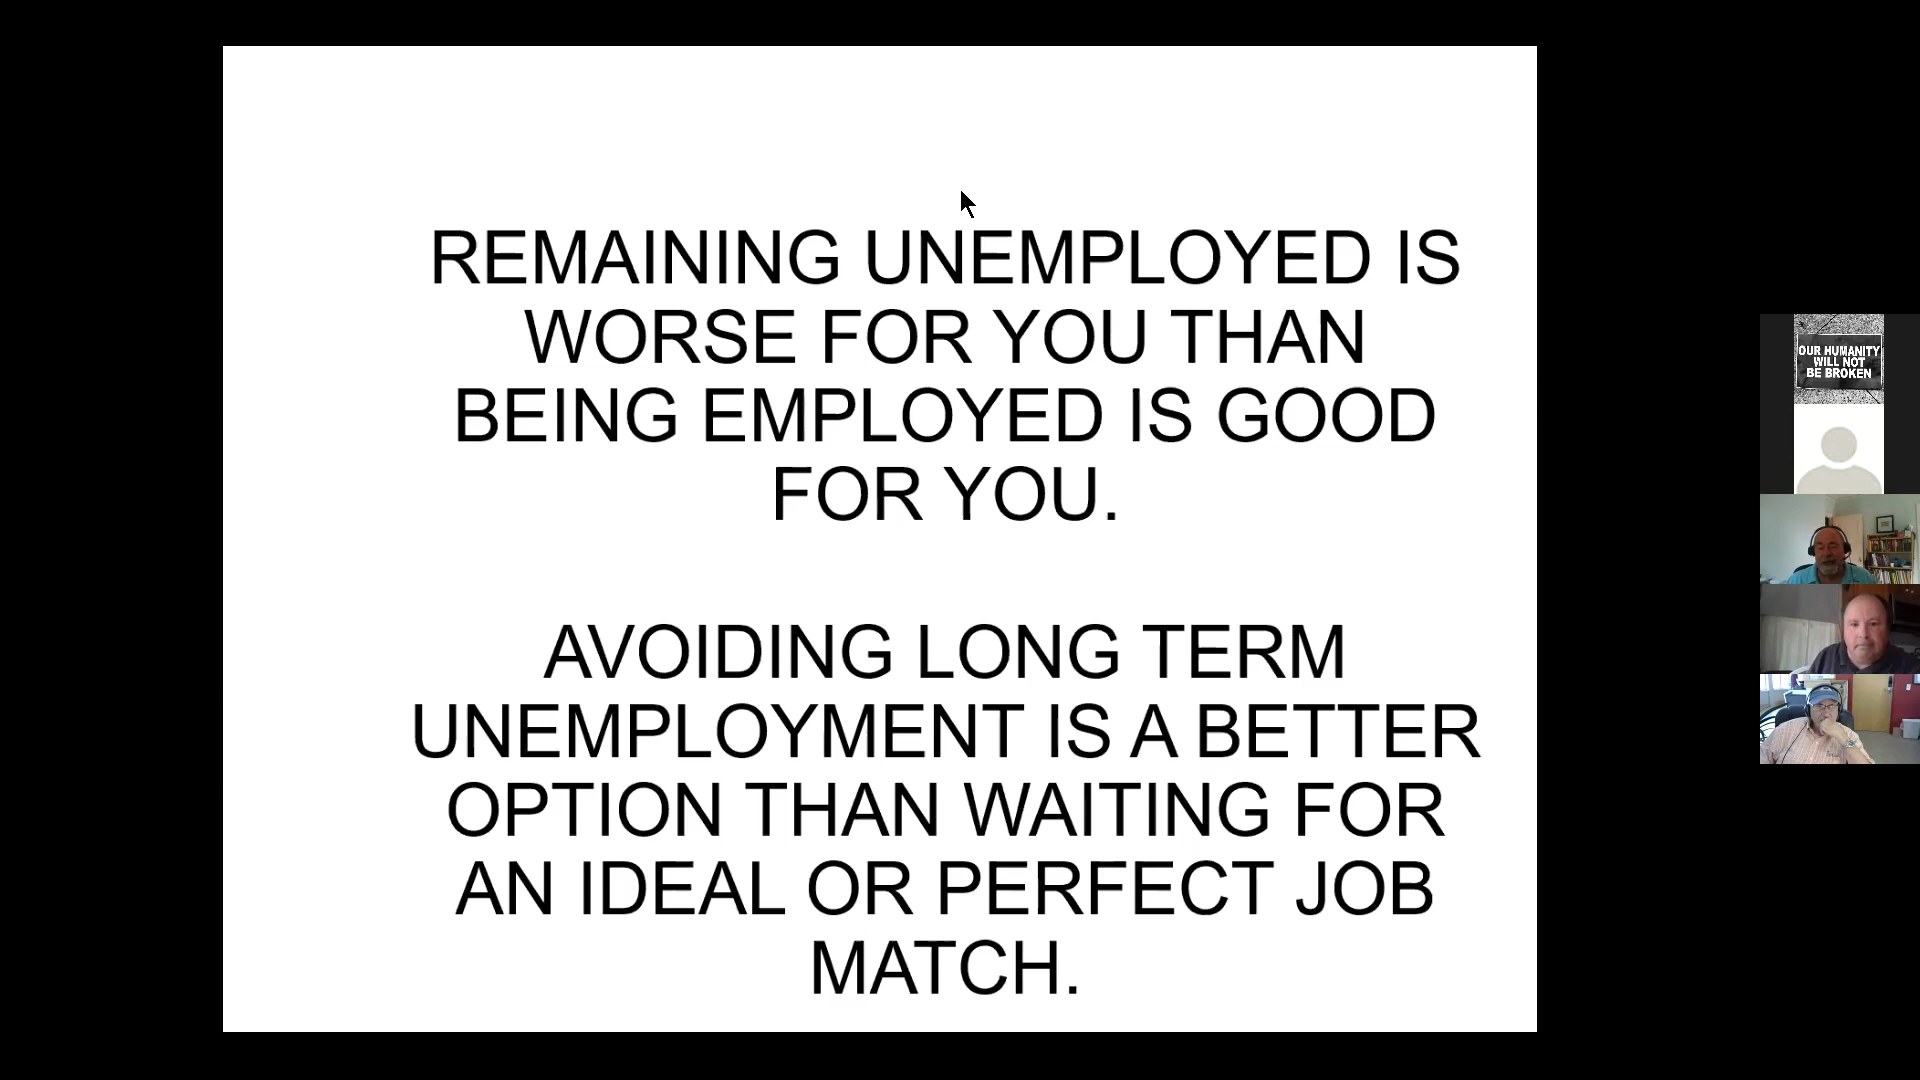 REMAINING UNEMPLOYED IS
WORSE FOR YOU THAN
BEING EMPLOYED IS GOOD
FOR YOU.
AVOIDING LONG TERM
UNEMPLOYMENT IS A BETTER
OPTION THAN WAITING FOR
AN IDEAL OR PERFECT JOB
MATCH.
OUR HUMANITY
WILL NOT
BE BROKEN